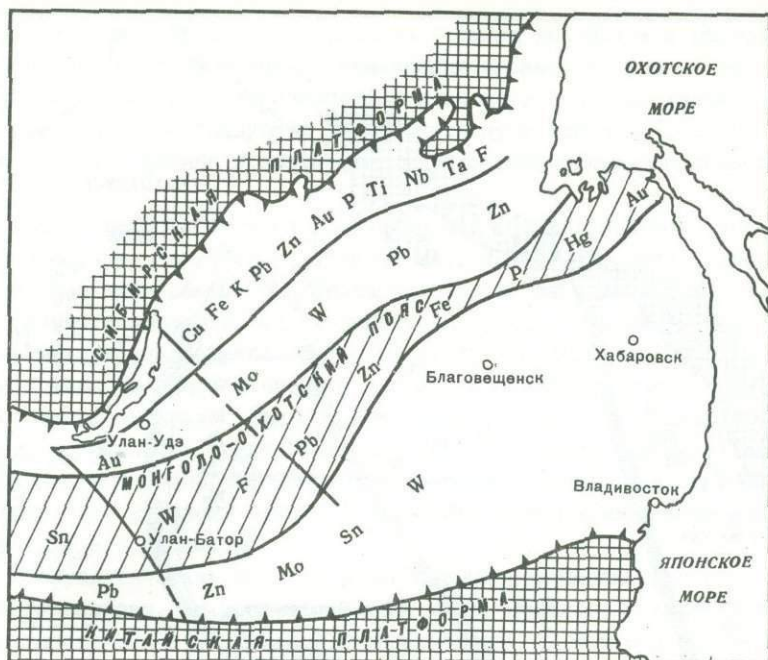 ОХОТСКОЕ
МОРЕ
СИБИРСКАЯ ПЛАТФОРМА
Cu Fe K Pb Zn Au P Ti Nb Ta F
Mo W Pb Zn
МОНГОЛО-ОХОТСКИЙ ПОЯС
Sn W F Pb Zn Fe P Hg Au
Au
Хабаровск
Благовещенск
Улан-Удэ
Владивосток
Улан-Батор
Pb Zn Mo Sn W
ЯПОНСКОЕ
МОРЕ
КИТАЙСКАЯ ПЛАТФОРМА